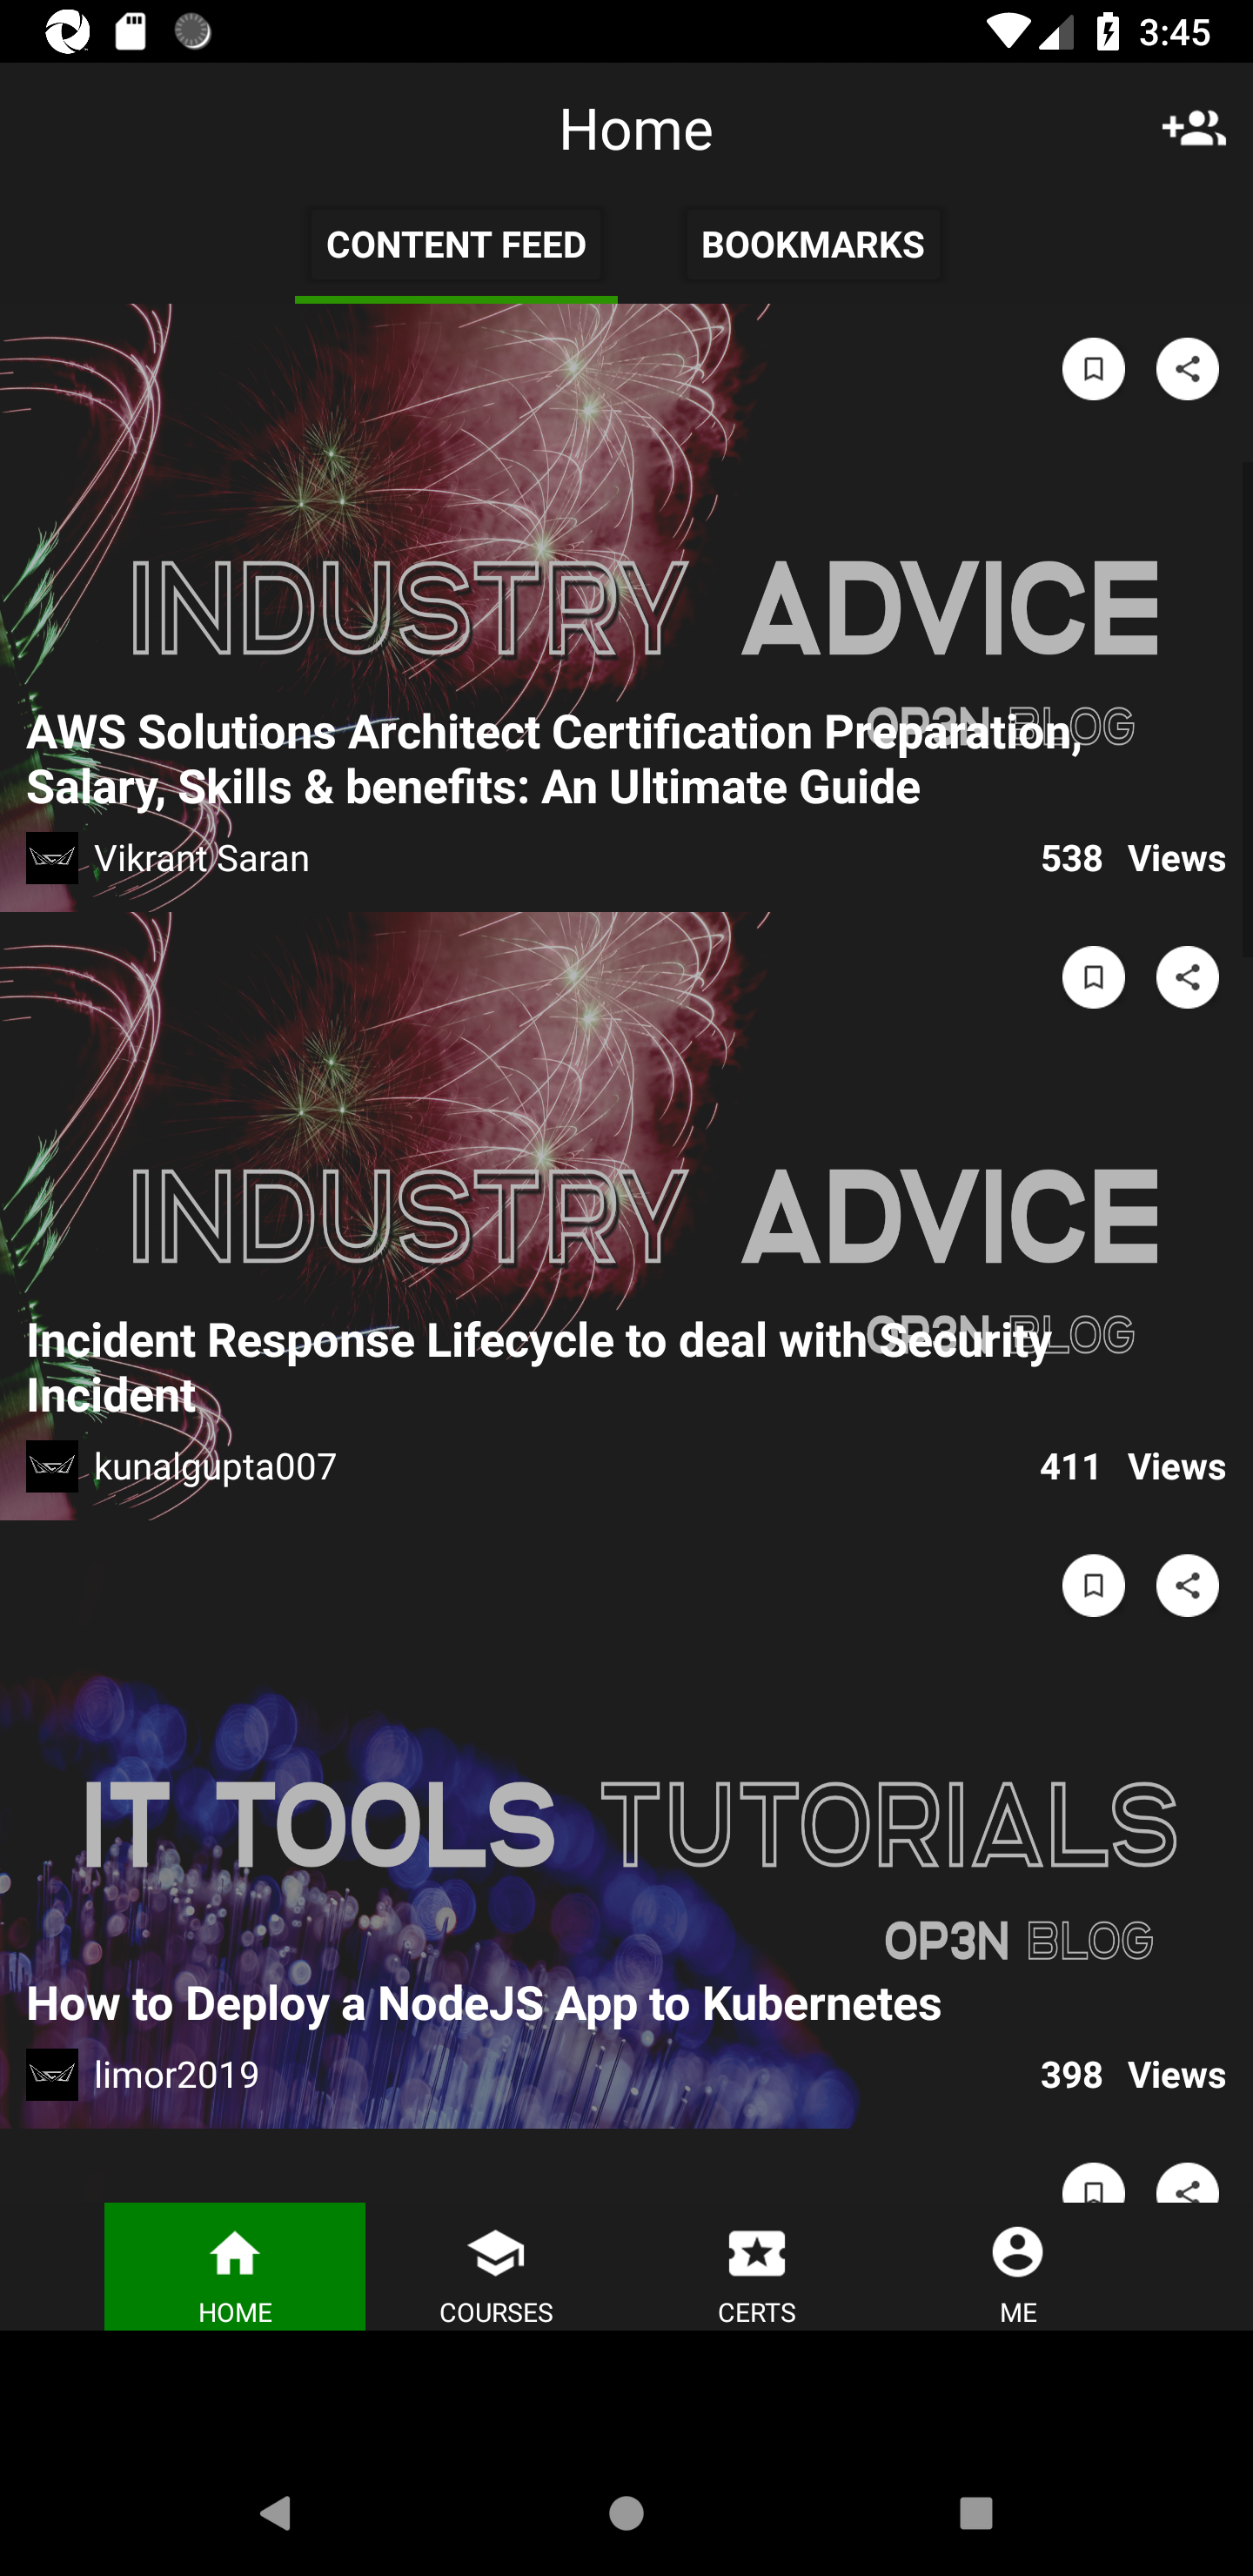 3:45
Home
CONTENT FEED
BOOKMARKS
INDUSTRY ADVICE
OP3N BLOG
AWS Solutions Architect Certification Preparation,
Salary, Skills & benefits: An Ultimate Guide
Vikrant Saran
538 Views
INDUSTRY ADVICE
OP3N BLOG
Incident Response Lifecycle to deal with Security
Incident
kunalgupta007
411 Views
IT TOOLS TUTORIALS
OP3N BLOG
How to Deploy a NodeJS App to Kubernetes
limor2019
398 Views
HOME
COURSES
CERTS
ME